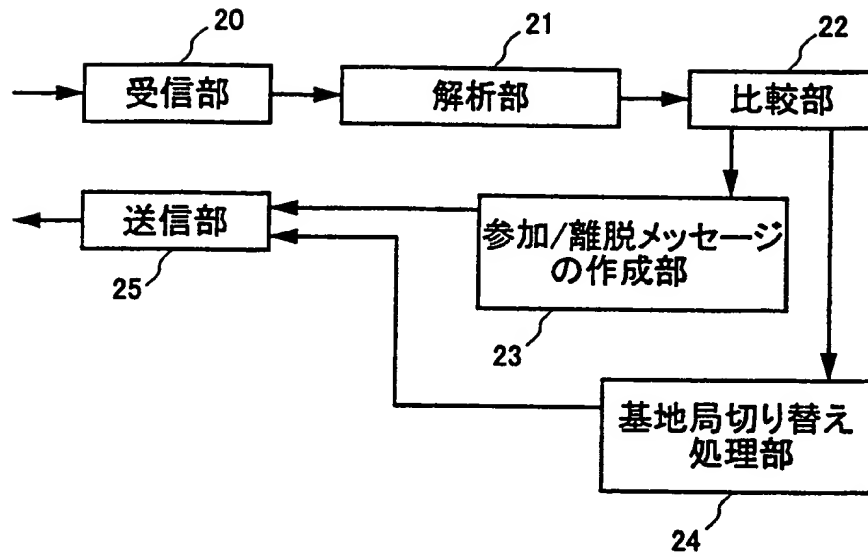 20
21
22
受信部
解析部
比較部
送信部
参加/離脱メッセージ
の作成部
25
23
基地局切り替え
処理部
24